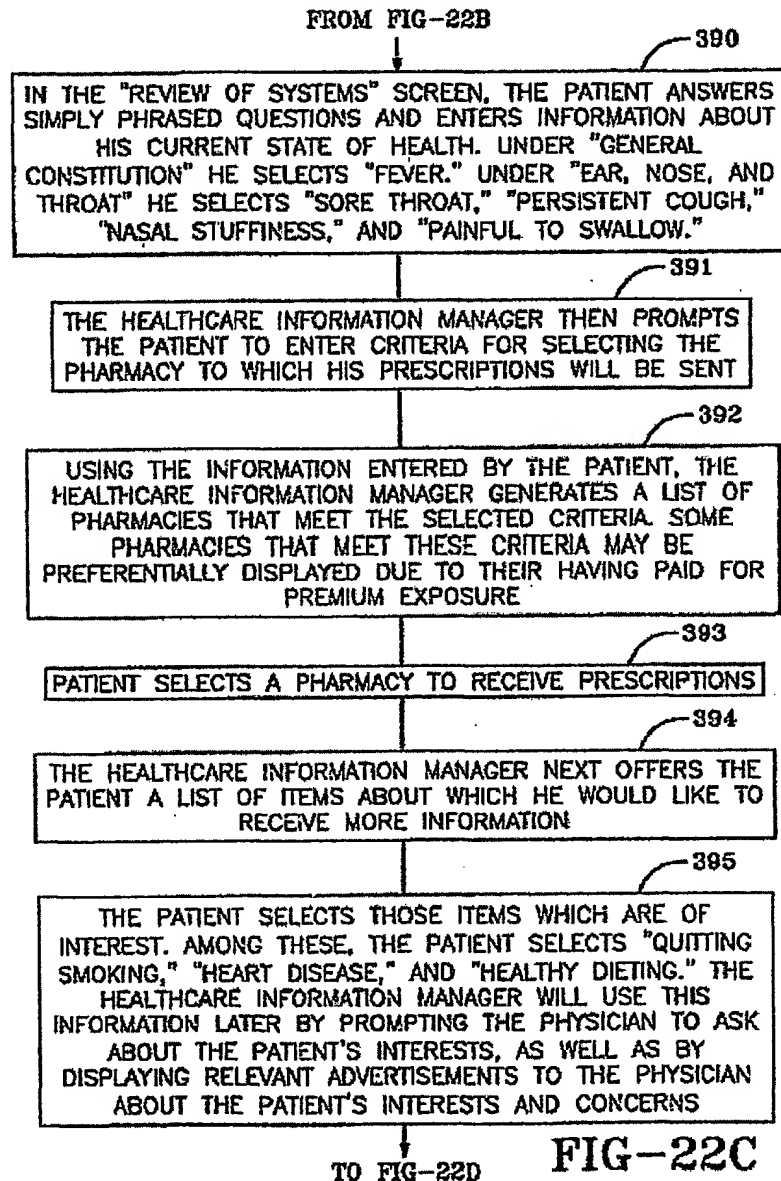 FROM FIG-22B
390
IN THE "REVIEW OF SYSTEMS" SCREEN, THE PATIENT ANSWERS
SIMPLY PHRASED QUESTIONS AND ENTERS INFORMATION ABOUT
HIS CURRENT STATE OF HEALTH. UNDER "GENERAL
CONSTITUTION" HE SELECTS "FEVER." UNDER "EAR, NOSE, AND
THROAT" HE SELECTS "SORE THROAT," "PERSISTENT COUGH,"
"NASAL STUFFINESS," AND "PAINFUL TO SWALLOW."
391
THE HEALTHCARE INFORMATION MANAGER THEN PROMPTS
THE PATIENT TO ENTER CRITERIA FOR SELECTING THE
PHARMACY TO WHICH HIS PRESCRIPTIONS WILL BE SENT
392
USING THE INFORMATION ENTERED BY THE PATIENT, THE
HEALTHCARE INFORMATION MANAGER GENERATES A LIST OF
PHARMACIES THAT MEET THE SELECTED CRITERIA. SOME
PHARMACIES THAT MEET THESE CRITERIA MAY BE
PREFERENTIALLY DISPLAYED DUE TO THEIR HAVING PAID FOR
PREMIUM EXPOSURE
393
PATIENT SELECTS A PHARMACY TO RECEIVE PRESCRIPTIONS
394
THE HEALTHCARE INFORMATION MANAGER NEXT OFFERS THE
PATIENT A LIST OF ITEMS ABOUT WHICH HE WOULD LIKE TO
RECEIVE MORE INFORMATION
395
THE PATIENT SELECTS THOSE ITEMS WHICH ARE OF
INTEREST. AMONG THESE, THE PATIENT SELECTS "QUITTING
SMOKING," "HEART DISEASE," AND "HEALTHY DIETING." THE
HEALTHCARE INFORMATION MANAGER WILL USE THIS
INFORMATION LATER BY PROMPTING THE PHYSICIAN TO ASK
ABOUT THE PATIENT'S INTERESTS, AS WELL AS BY
DISPLAYING RELEVANT ADVERTISEMENTS TO THE PHYSICIAN
ABOUT THE PATIENT'S INTERESTS AND CONCERNS
TO FIG-22D
FIG-22C